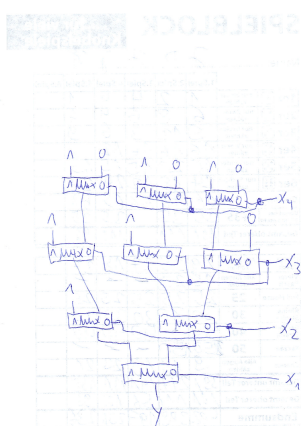 SPIELELOCK
1 0 1 0 1 0
1 mux 0 1 mux 0 1 mux 0 X4
1 1 0
1 mux 0 1 mux 0 1 mux 0 X3
1
1 mux 0 1 mux 0 X2
1 mux 0 X1
y